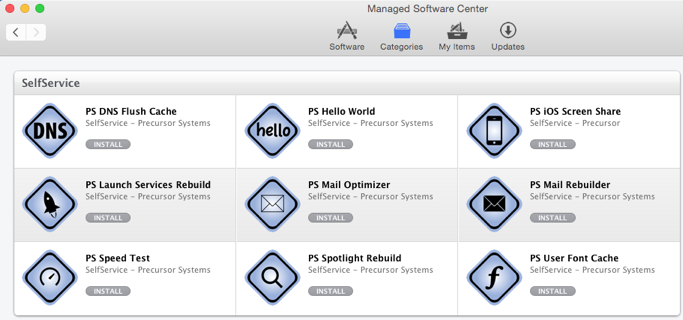 Managed Software Center
Software Categories My Items Updates
SelfService
DNS
PS DNS Flush Cache
SelfService - Precursor Systems
INSTALL
hello
PS Hello World
SelfService - Precursor Systems
INSTALL
PS iOS Screen Share
SelfService - Precursor
INSTALL
PS Launch Services Rebuild
SelfService - Precursor Systems
INSTALL
PS Mail Optimizer
SelfService - Precursor Systems
INSTALL
PS Mail Rebuilder
SelfService - Precursor Systems
INSTALL
PS Speed Test
SelfService - Precursor Systems
INSTALL
PS Spotlight Rebuild
SelfService - Precursor Systems
INSTALL
f
PS User Font Cache
SelfService - Precursor Systems
INSTALL